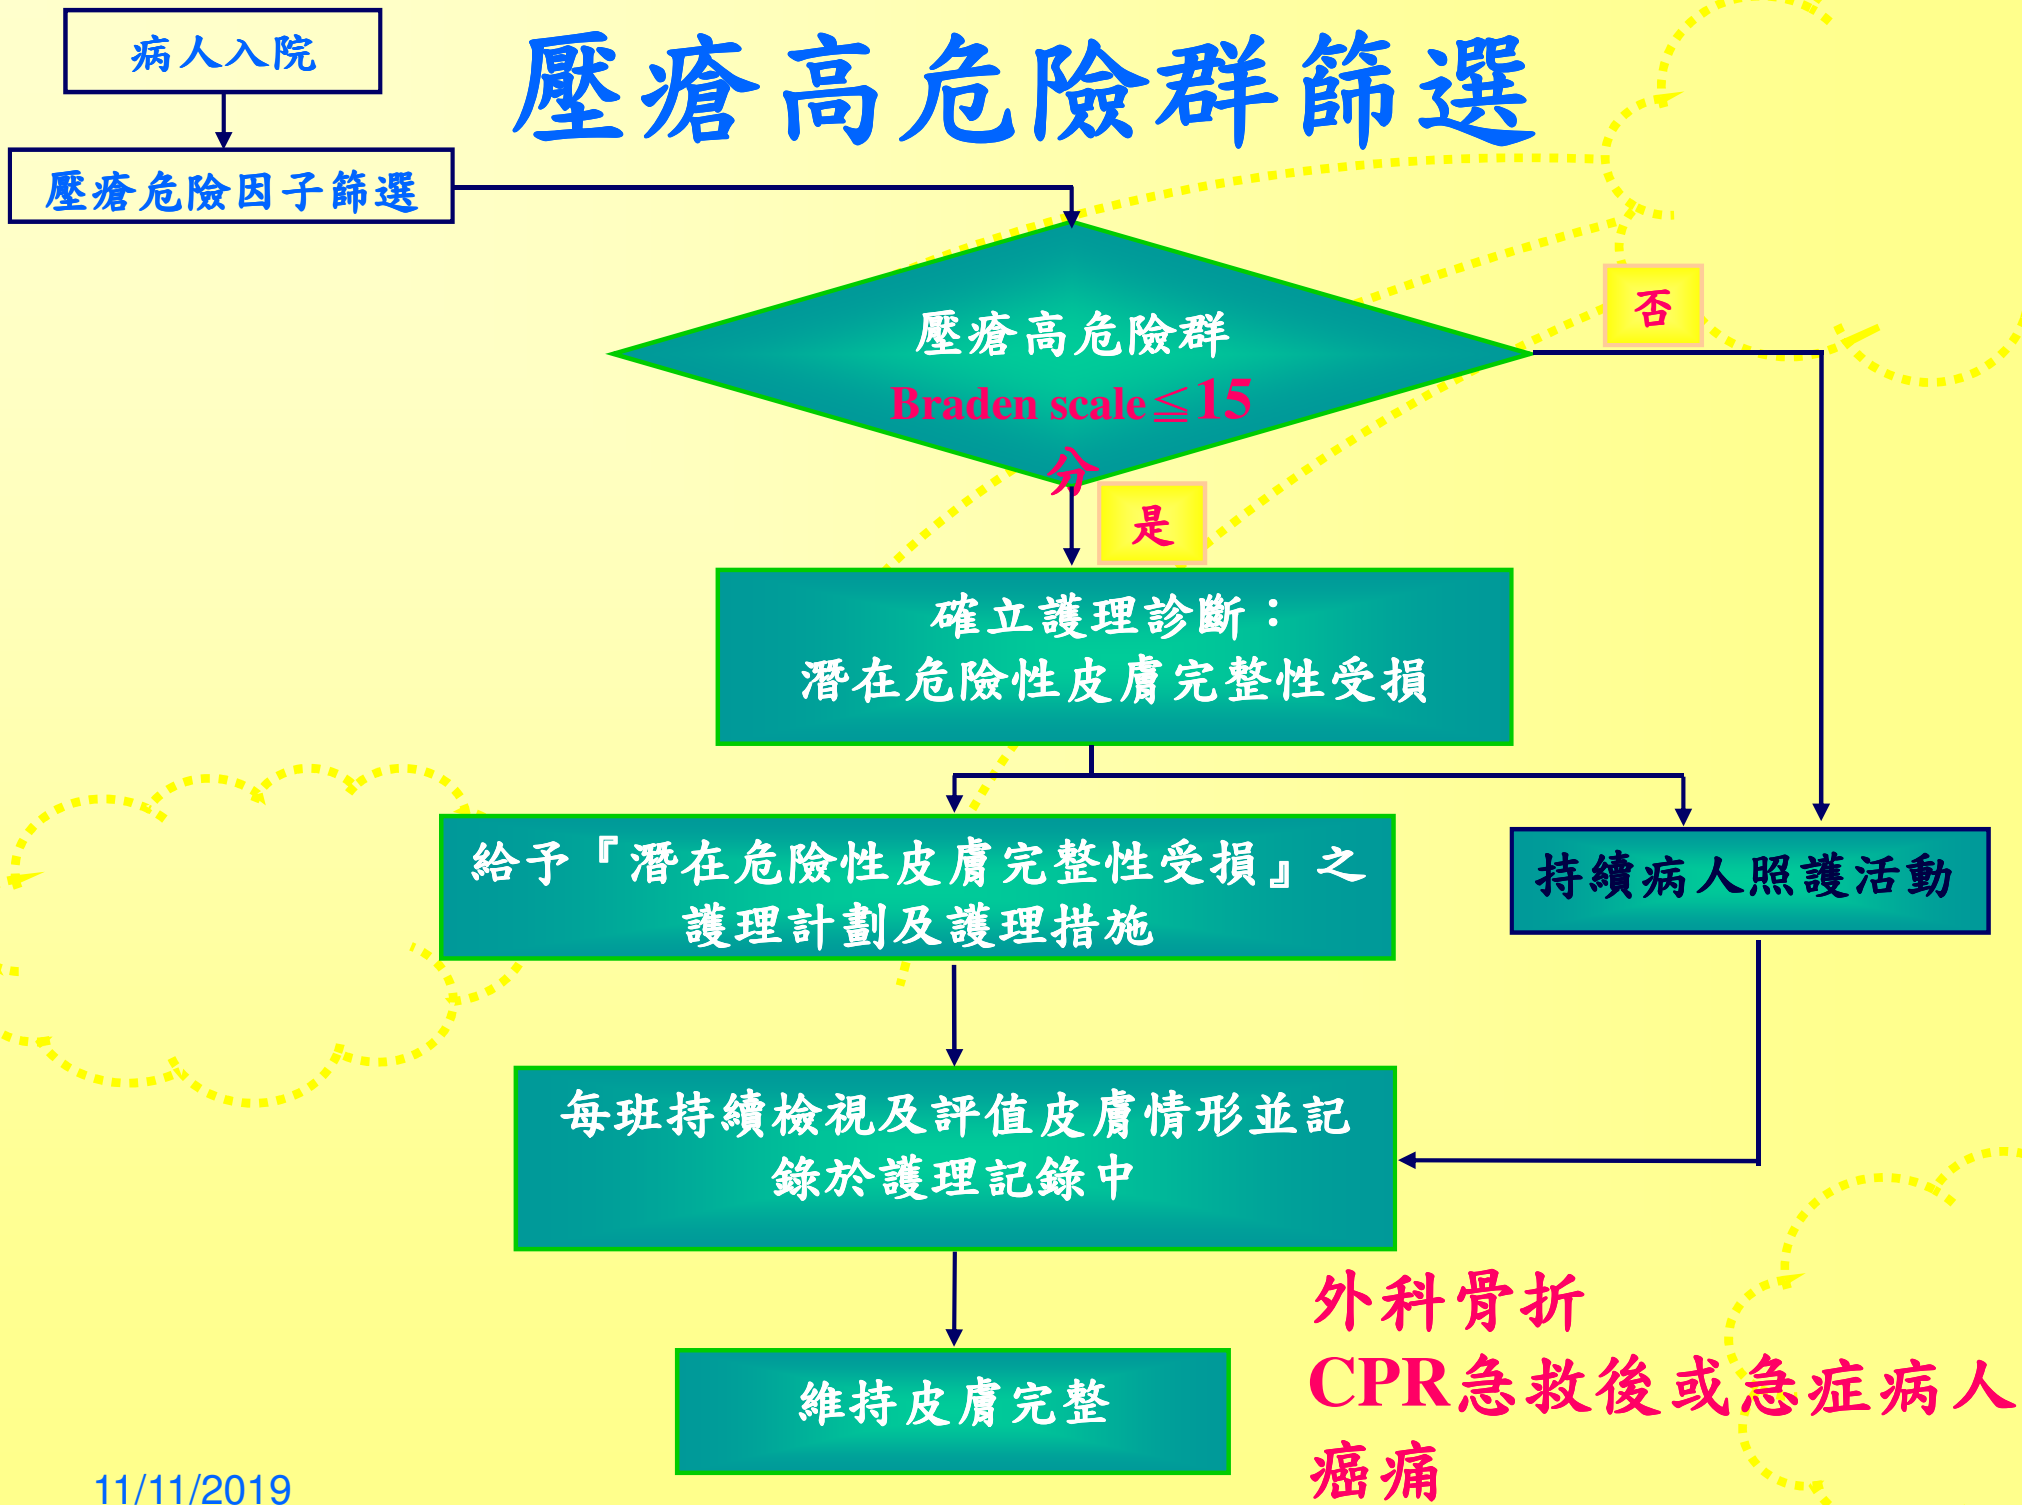 病人入院
壓瘡高危險群篩選
壓瘡危險因子篩選
否
壓瘡高危險群
Braden scale≦15
分
是
確立護理診斷：
潛在危險性皮膚完整性受損
給予『潛在危險性皮膚完整性受損』之
護理計劃及護理措施
持續病人照護活動
每班持續檢視及評值皮膚情形並記
錄於護理記錄中
外科骨折
CPR急救後或急症病人
癌痛
維持皮膚完整
11/11/2019